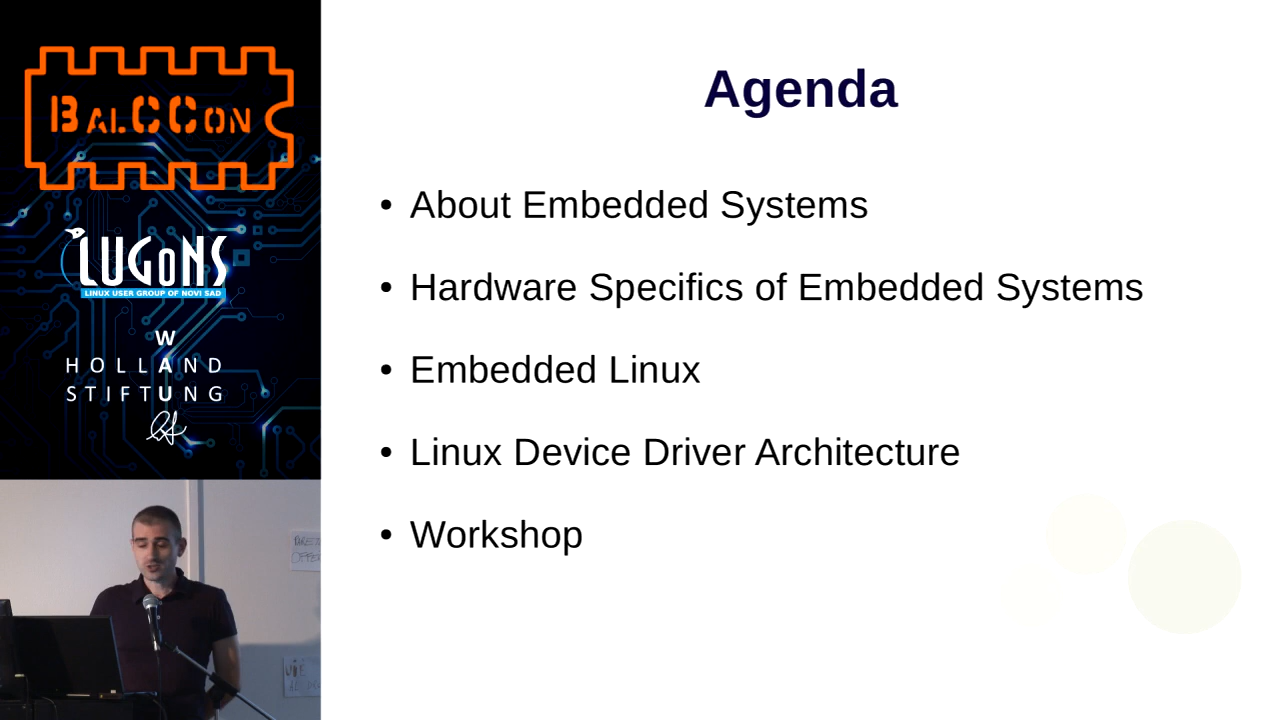 BALCCON
LUGONS
LINUX USER GROUP OF NOVI SAD
W
HOLLAND
STIFTUNG
Agenda
• About Embedded Systems
• Hardware Specifics of Embedded Systems
• Embedded Linux
• Linux Device Driver Architecture
• Workshop